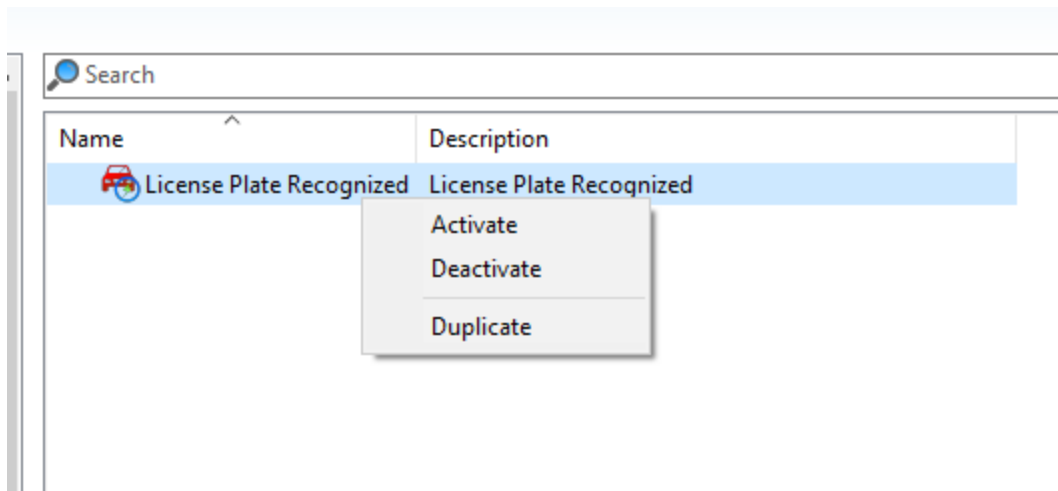 Search
Name Description
License Plate Recognized License Plate Recognized
Activate
Deactivate
Duplicate